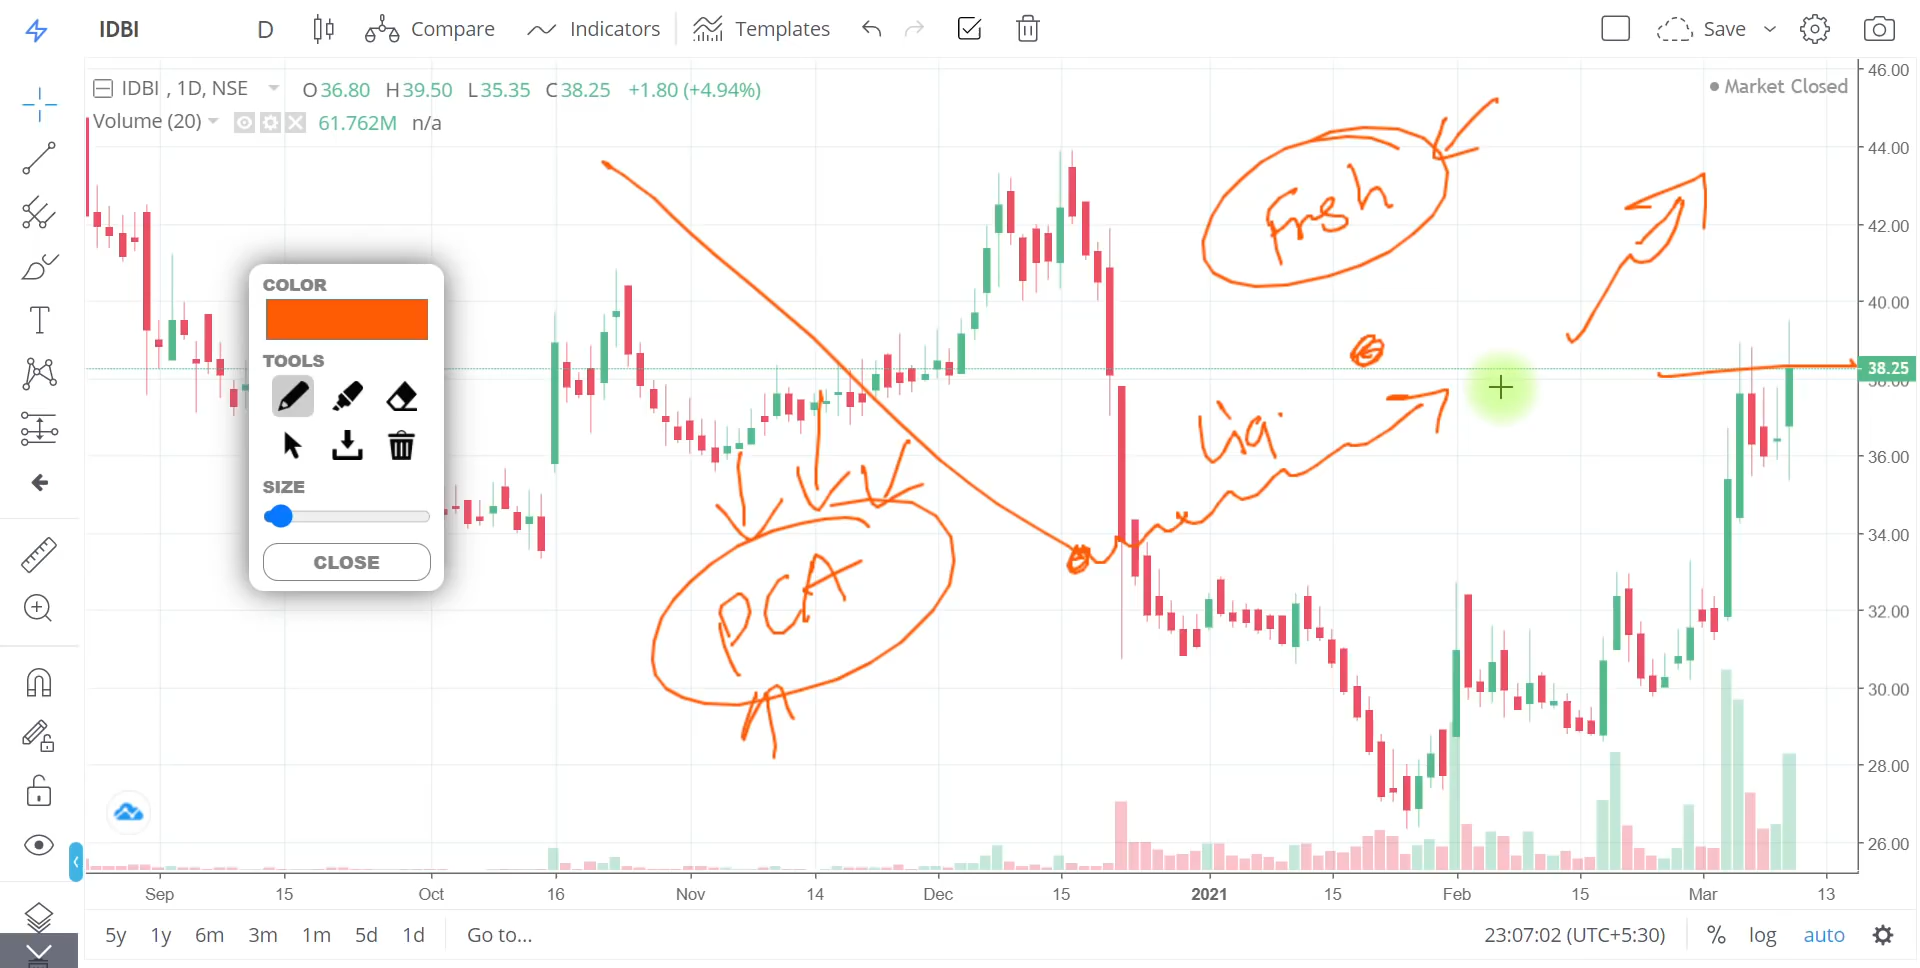 IDBI D Compare Indicators Templates Save
IDBI , 1D, NSE O36.80 H39.50 L35.35 C38.25 +1.80 (+4.94%)
Market Closed
Volume (20) 61.762M n/a
46.00
44.00
42.00
40.00
38.25
38.00
36.00
34.00
32.00
30.00
28.00
26.00
T
COLOR
TOOLS
SIZE
CLOSE
Frsh
PCA
Sep 15 Oct 16 Nov 14 Dec 15 2021 15 Feb 15 Mar 13
5y 1y 6m 3m 1m 5d 1d Go to... 23:07:02 (UTC+5:30) % log auto